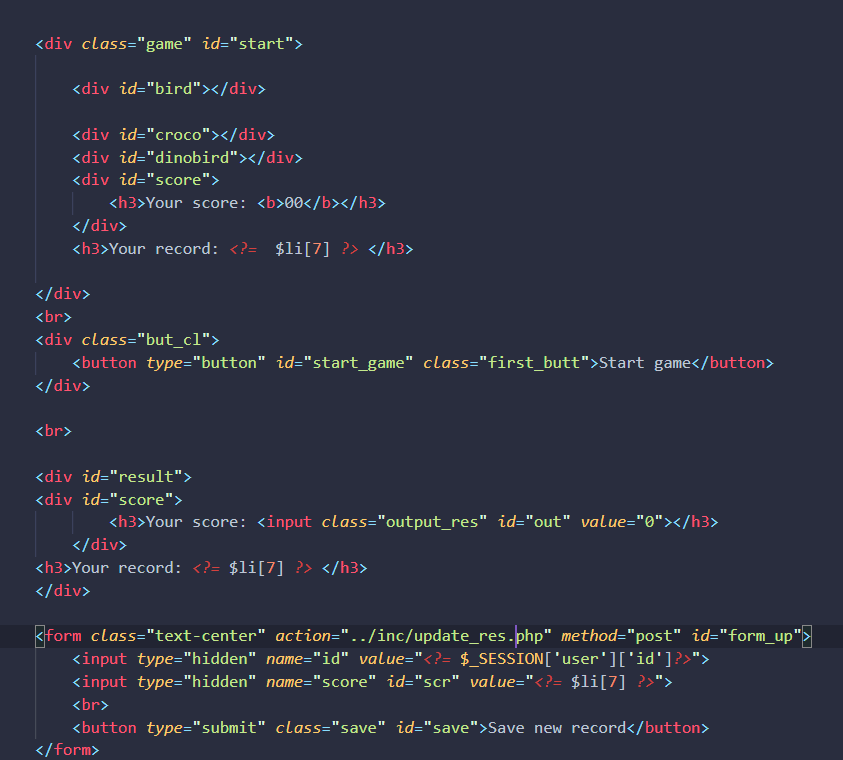 <div class="game" id="start">
<div id="bird"></div>
<div id="croco"></div>
<div id="dinobird"></div>
<div id="score">
<h3>Your score: <b>00</b></h3>
</div>
<h3>Your record: <?=  $li[7] ?> </h3>
</div>
<br>
<div class="but_cl">
<button type="button" id="start_game" class="first_butt">Start game</button>
</div>
<br>
<div id="result">
<div id="score">
<h3>Your score: <input class="output_res" id="out" value="0"></h3>
</div>
<h3>Your record: <?= $li[7] ?> </h3>
</div>
<form class="text-center" action="../inc/update_res.php" method="post" id="form_up">
<input type="hidden" name="id" value="<?= $_SESSION['user']['id']?>">
<input type="hidden" name="score" id="scr" value="<?= $li[7] ?>">
<br>
<button type="submit" class="save" id="save">Save new record</button>
</form>